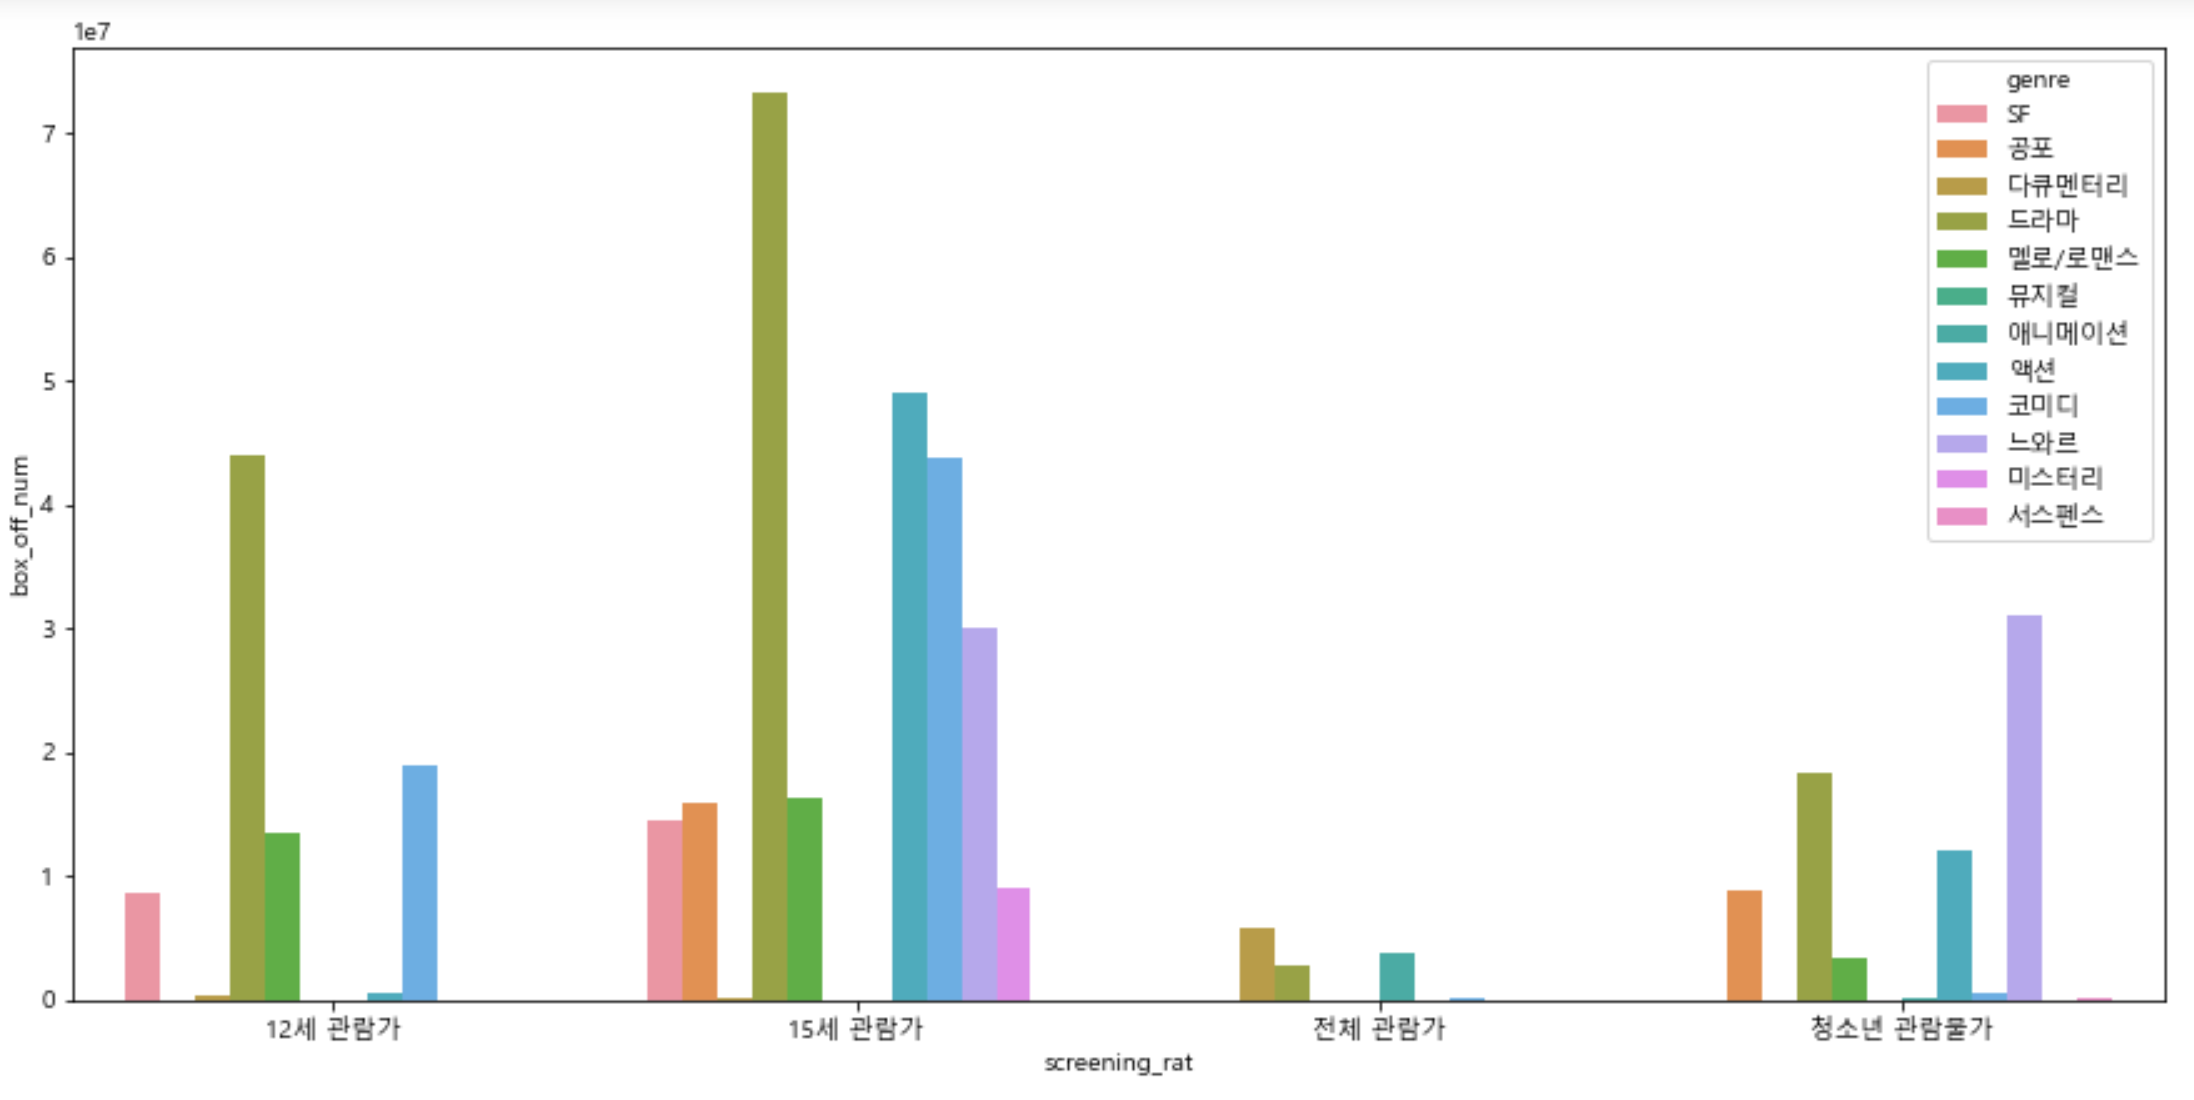 1e7
7
6
5
4
3
2
1
0
box_off_num
12세 관람가
15세 관람가
전체 관람가
청소년 관람불가
screening_rat
genre
SF
공포
다큐멘터리
드라마
멜로/로맨스
뮤지컬
애니메이션
액션
코미디
느와르
미스터리
서스펜스